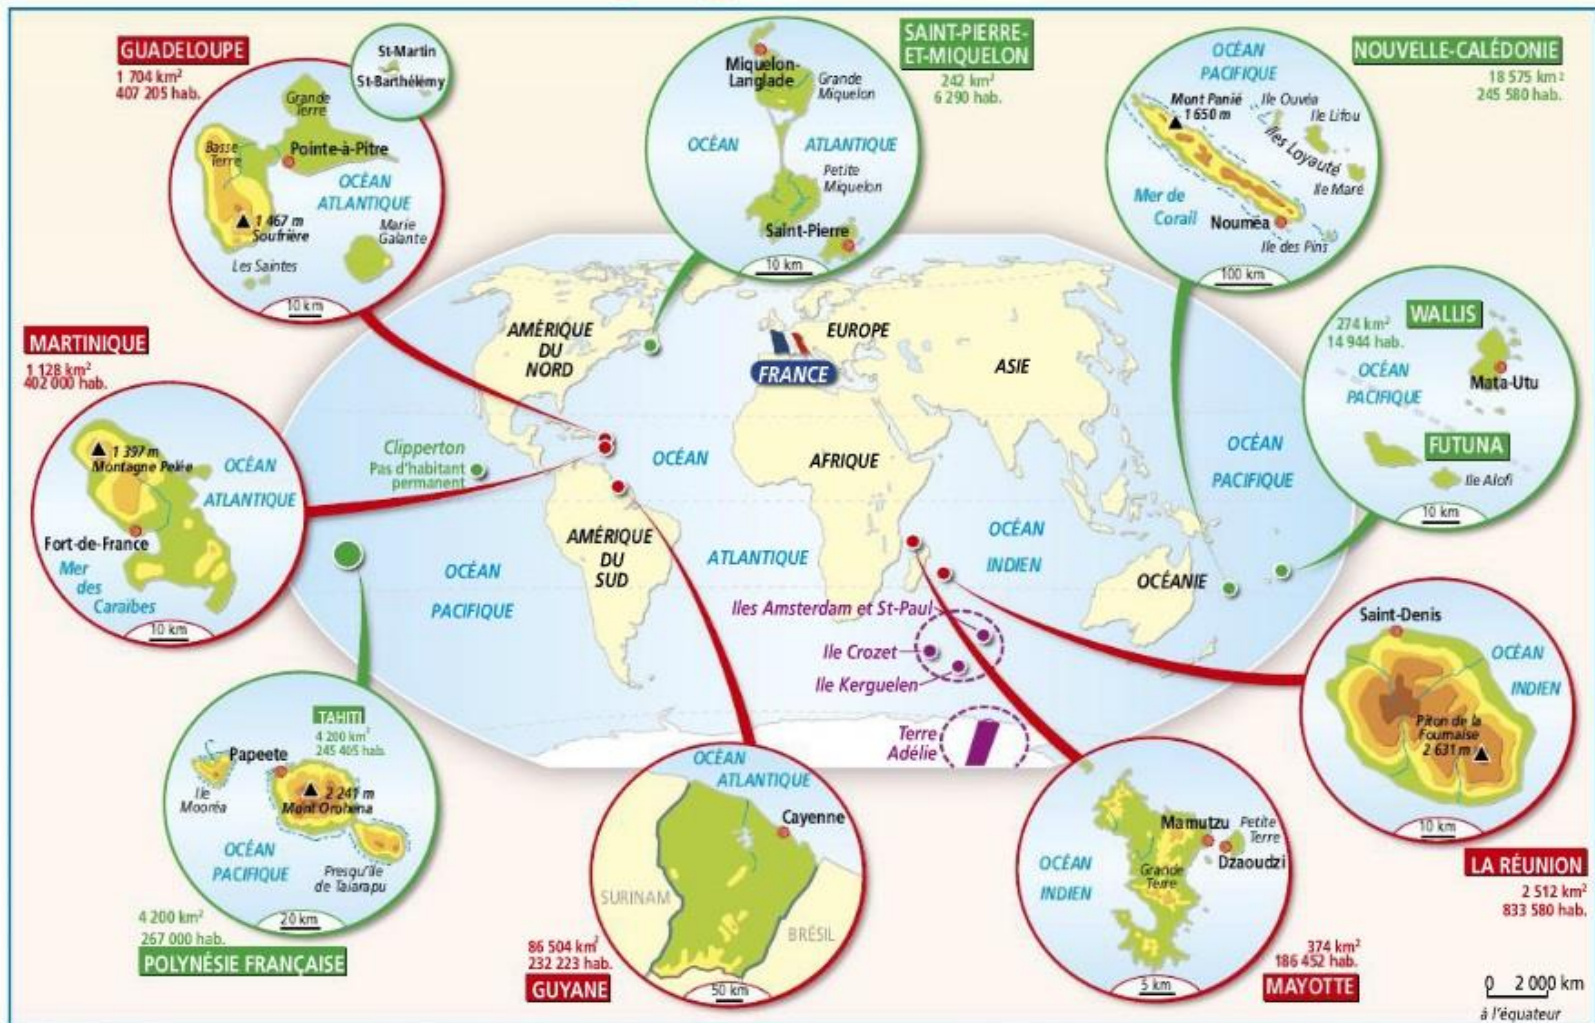 GUADELOUPE
1 704 km²
407 205 hab.
St-Martin
St-Barthélémy
Grande
Terre
Basse
Terre
Pointe-à-Pitre
OCÉAN
ATLANTIQUE
1 467 m
Soufrière
Marie
Galante
Les Saintes
10 km
SAINT-PIERRE-
ET-MIQUELON
242 km²
6 290 hab.
Miquelon-
Langlade
Grande
Miquelon
OCÉAN
ATLANTIQUE
Petite
Miquelon
Saint-Pierre
10 km
NOUVELLE-CALÉDONIE
18 575 km²
245 580 hab.
OCÉAN
PACIFIQUE
Mont Panié
1 650 m
Ile Ouvéa
Ile Lifou
Iles Loyauté
Ile Maré
Mer de
Corail
Nouméa
Ile des Pins
100 km
MARTINIQUE
1 128 km²
402 000 hab.
1 397 m
Montagne Pelée
OCÉAN
ATLANTIQUE
Fort-de-France
Mer
des
Caraïbes
10 km
WALLIS
274 km²
14 944 hab.
OCÉAN
PACIFIQUE
Mata-Utu
FUTUNA
Ile Alofi
10 km
AMÉRIQUE
DU
NORD
EUROPE
FRANCE
ASIE
Clipperton
Pas d'habitant
permanent
OCÉAN
AFRIQUE
OCÉAN
PACIFIQUE
AMÉRIQUE
DU
SUD
ATLANTIQUE
OCÉAN
INDIEN
OCÉANIE
OCÉAN
PACIFIQUE
Iles Amsterdam et St-Paul
Ile Crozet
Ile Kerguelen
Terre
Adélie
TAHITI
4 200 km²
245 405 hab.
Papeete
Ile
Mooréa
2 241 m
Mont Orohena
OCÉAN
PACIFIQUE
Presqu'île
de Taiarapu
20 km
4 200 km²
267 000 hab.
POLYNÉSIE FRANÇAISE
OCÉAN
ATLANTIQUE
Cayenne
SURINAM
BRÉSIL
50 km
86 504 km²
232 223 hab.
GUYANE
Mamutzu
Petite
Terre
Dzaoudzi
Grande
Terre
OCÉAN
INDIEN
5 km
374 km²
186 452 hab.
MAYOTTE
Saint-Denis
OCÉAN
INDIEN
Piton de la
Fournaise
2 631 m
10 km
LA RÉUNION
2 512 km²
833 580 hab.
0 2 000 km
à l'équateur